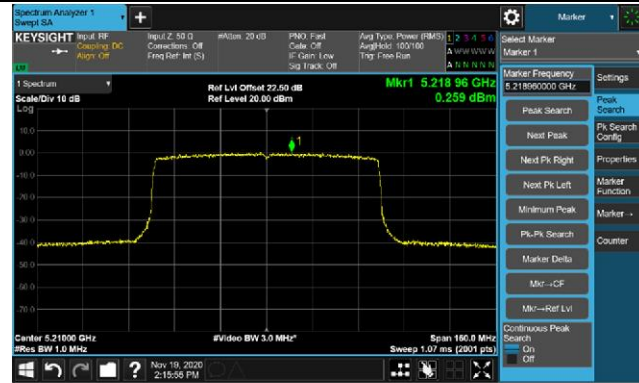 Spectrum Analyzer 1
Swept SA
Marker
KEYSIGHT
Input: RF
Coupling: DC
Align: Off
Input Z: 50 Ω
Corrections: Off
Freq Ref: Int (S)
#Atten: 20 dB
PNO: Fast
Gate: Off
IF Gain: Low
Sig Track: Off
Avg Type: Power (RMS)
Avg|Hold: 100/100
Trig: Free Run
1 2 3 4 5 6
A W W W W W
A N N N N N
Select Marker
Marker 1
1 Spectrum
Scale/Div 10 dB
Log
Ref Lvl Offset 22.50 dB
Ref Level 20.00 dBm
Mkr1 5.218 96 GHz
0.259 dBm
1
10.0
0.00
-10.0
-20.0
-30.0
-40.0
-50.0
-60.0
-70.0
Center 5.21000 GHz
#Res BW 1.0 MHz
#Video BW 3.0 MHz*
Span 160.0 MHz
Sweep 1.07 ms (2001 pts)
Marker Frequency
5.218960000 GHz
Peak Search
Next Peak
Next Pk Right
Next Pk Left
Minimum Peak
Pk-Pk Search
Marker Delta
Mkr→CF
Mkr→Ref Lvl
Continuous Peak
Search
On
Off
Settings
Peak
Search
Pk Search
Config
Properties
Marker
Function
Marker→
Counter
Nov 19, 2020
2:15:56 PM